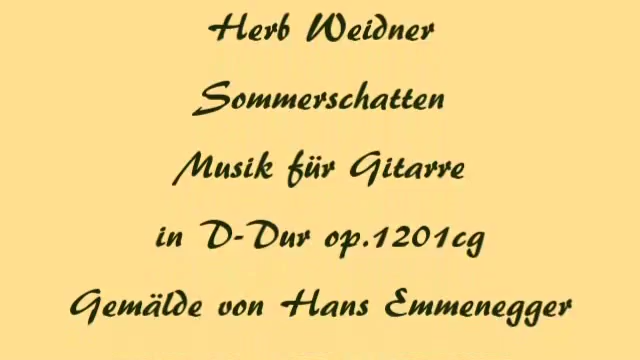 Herb Weidner
Sommerschatten
Musik für Gitarre
in D-Dur op.1201cg
Gemälde von Hans Emmenegger